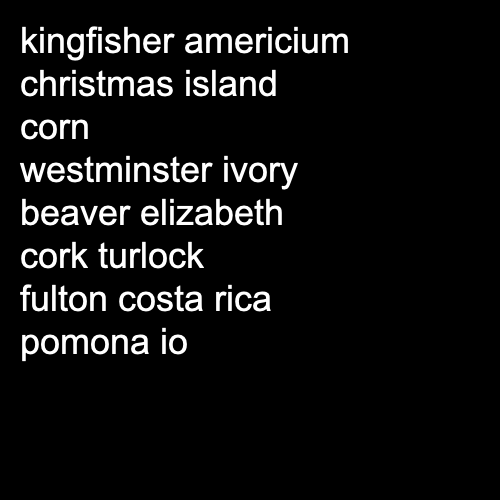 kingfisher americium
christmas island
corn
westminster ivory
beaver elizabeth
cork turlock
fulton costa rica
pomona io